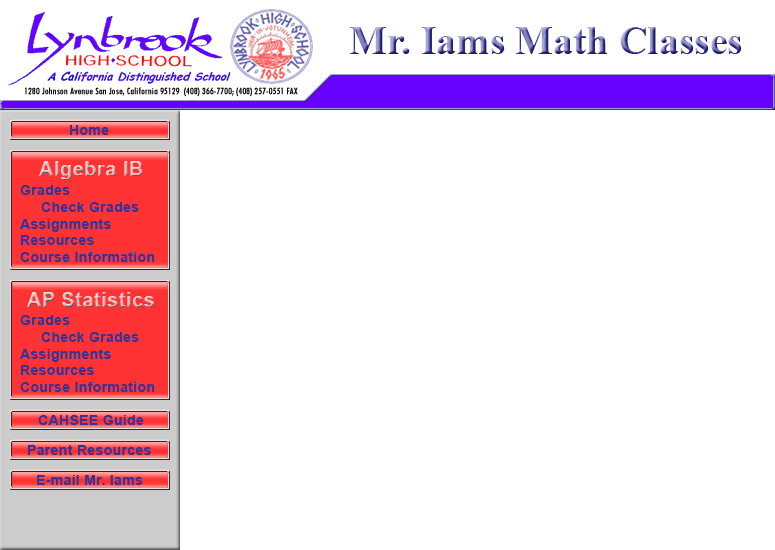 Lynbrook
HIGH•SCHOOL
A California Distinguished School
1280 Johnson Avenue San Jose, California 95129 (408) 366-7700; (408) 257-0551 FAX
LYNBROOK HIGH•SCHOOL
1965
Mr. Iams Math Classes
Home
Algebra IB
Grades
Check Grades
Assignments
Resources
Course Information
AP Statistics
Grades
Check Grades
Assignments
Resources
Course Information
CAHSEE Guide
Parent Resources
E-mail Mr. Iams